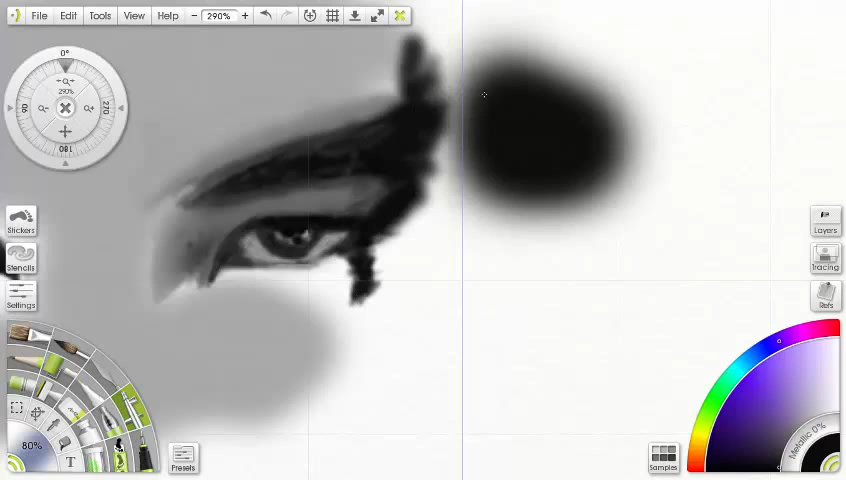 File Edit Tools View Help − 290% +
0°
290%
90
270
180
Stickers
Stencils
Settings
Layers
Tracing
Refs
80%
T
Presets
Samples
Metallic 0%